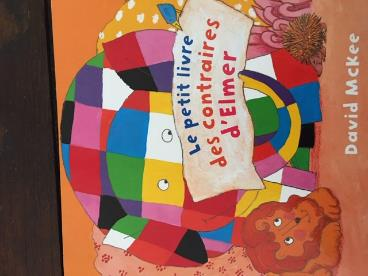 Le petit livre
des contraires
d'Elmer
David McKee